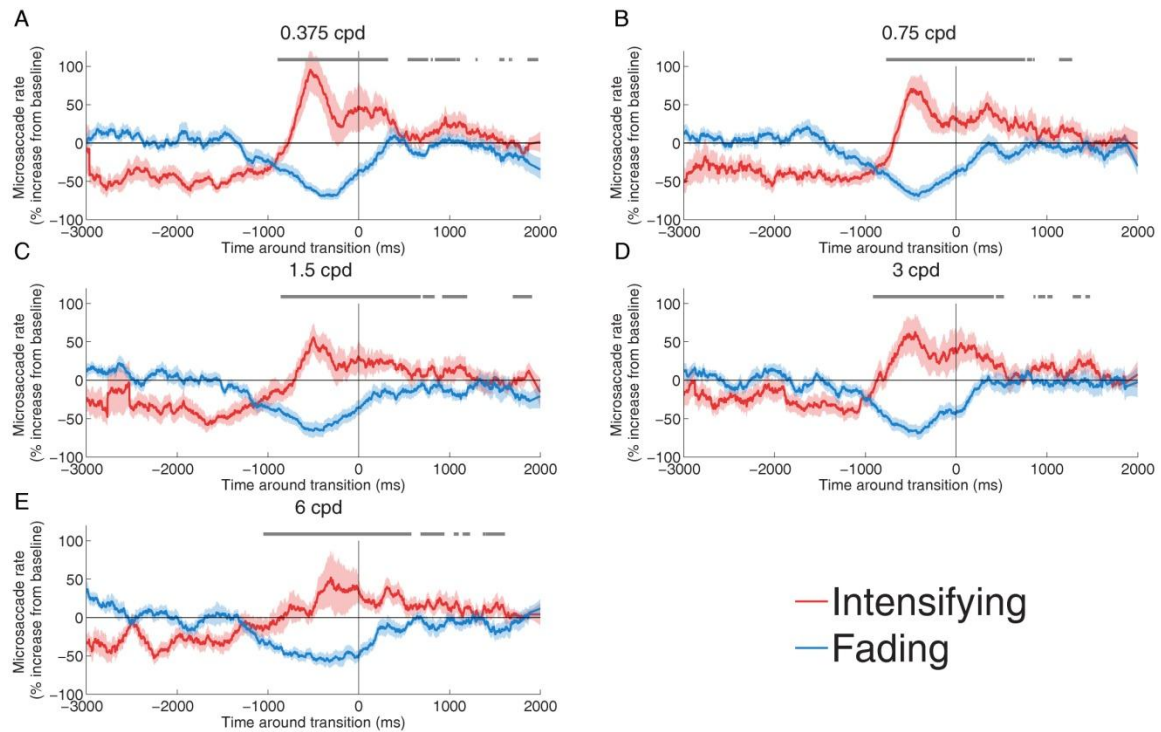 A
0.375 cpd
Microsaccade rate
(% increase from baseline)
100
50
0
−50
−100
−3000 −2000 −1000 0 1000 2000
Time around transition (ms)
B
0.75 cpd
Microsaccade rate
(% increase from baseline)
100
50
0
−50
−100
−3000 −2000 −1000 0 1000 2000
Time around transition (ms)
C
1.5 cpd
Microsaccade rate
(% increase from baseline)
100
50
0
−50
−100
−3000 −2000 −1000 0 1000 2000
Time around transition (ms)
D
3 cpd
Microsaccade rate
(% increase from baseline)
100
50
0
−50
−100
−3000 −2000 −1000 0 1000 2000
Time around transition (ms)
E
6 cpd
Microsaccade rate
(% increase from baseline)
100
50
0
−50
−100
−3000 −2000 −1000 0 1000 2000
Time around transition (ms)
Intensifying
Fading